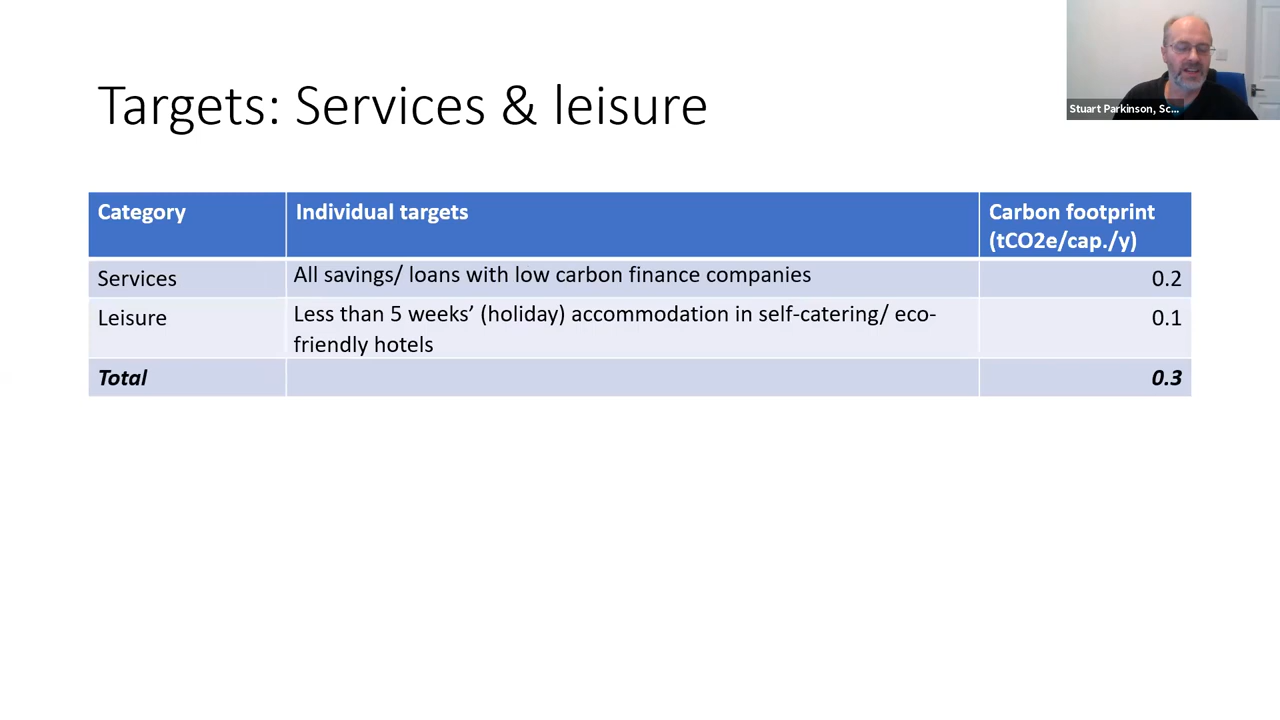 Targets: Services & leisure
Stuart Parkinson, Sc...
Category Individual targets Carbon footprint
(tCO2e/cap./y)
Services All savings/ loans with low carbon finance companies 0.2
Leisure Less than 5 weeks’ (holiday) accommodation in self-catering/ eco- 0.1
friendly hotels
Total 0.3